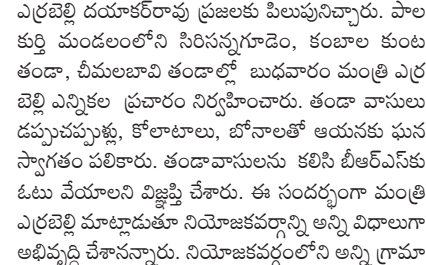 ఎర్రబెల్లి దయాకర్‌రావు ప్రజలకు పిలుపునిచ్చారు. పాల
కుర్తి మండలంలోని సిరిసన్నగూడెం, కంబాల కుంట
తండా, చీమలబావి తండాల్లో బుధవారం మంత్రి ఎర్ర
బెల్లి ఎన్నికల ప్రచారం నిర్వహించారు. తండా వాసులు
డప్పుచప్పుళ్లు, కోలాటాలు, బోనాలతో ఆయనకు ఘన
స్వాగతం పలికారు. తండావాసులను కలిసి బీఆర్ఎస్‌కు
ఓటు వేయాలని విజ్ఞప్తి చేశారు. ఈ సందర్భంగా మంత్రి
ఎర్రబెల్లి మాట్లాడుతూ నియోజకవర్గాన్ని అన్ని విధాలుగా
అభివృద్ది చేశానన్నారు. నియోజకవర్గంలోని అన్ని గ్రామా